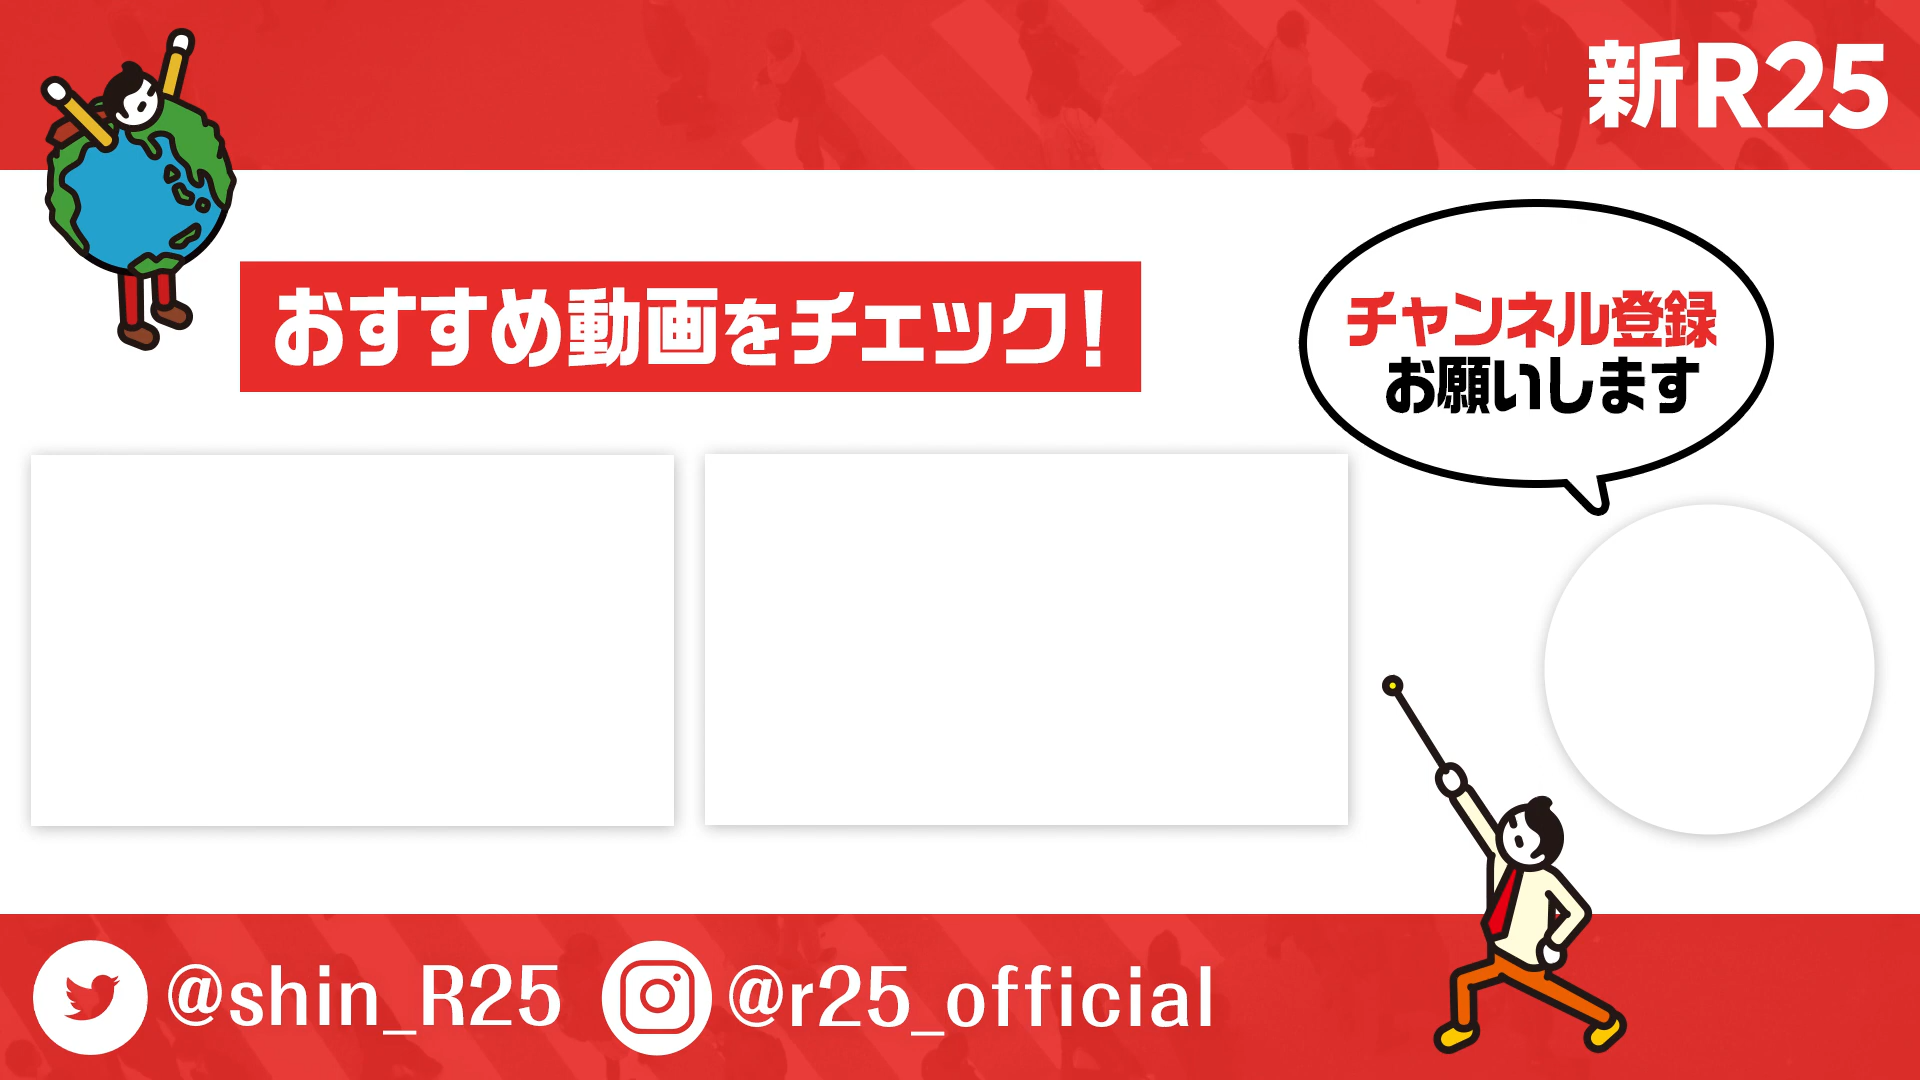 新R25
おすすめ動画をチェック!
チャンネル登録
お願いします
@shin_R25
@r25_official